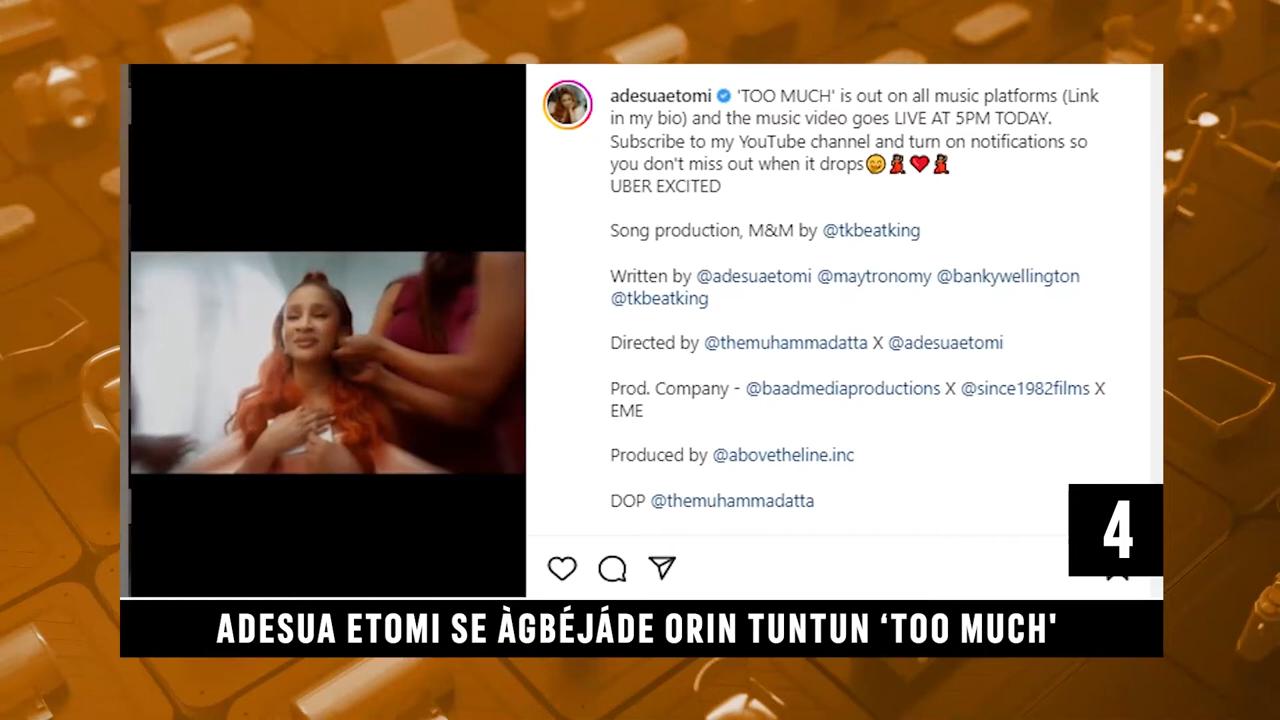 adesuaetomi 'TOO MUCH' is out on all music platforms (Link
in my bio) and the music video goes LIVE AT 5PM TODAY.
Subscribe to my YouTube channel and turn on notifications so
you don't miss out when it drops😄💃❤️💃
UBER EXCITED
Song production, M&M by @tkbeatking
Written by @adesuaetomi @maytronomy @bankywellington
@tkbeatking
Directed by @themuhammadatta X @adesuaetomi
Prod. Company - @baadmediaproductions X @since1982films X
EME
Produced by @abovetheline.inc
DOP @themuhammadatta
4
ADESUA ETOMI SE ÀGBÉJÁDE ORIN TUNTUN ‘TOO MUCH'